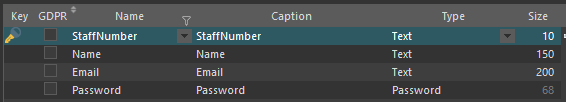 Key GDPR Name Caption Type Size
StaffNumber StaffNumber Text 10
Name Name Text 150
Email Email Text 200
Password Password Password 68